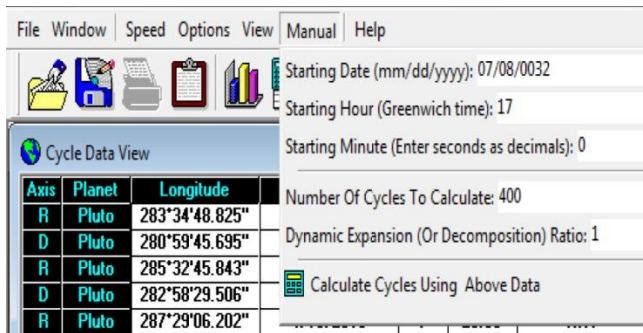 File Window Speed Options View Manual Help
Starting Date (mm/dd/yyyy): 07/08/0032
Starting Hour (Greenwich time): 17
Starting Minute (Enter seconds as decimals): 0
Number Of Cycles To Calculate: 400
Dynamic Expansion (Or Decomposition) Ratio: 1
Calculate Cycles Using Above Data
Cycle Data View
Axis Planet Longitude
R Pluto 283°34'48.825"
D Pluto 280°59'45.695"
R Pluto 285°32'45.843"
D Pluto 282°58'29.506"
R Pluto 287°29'06.202"